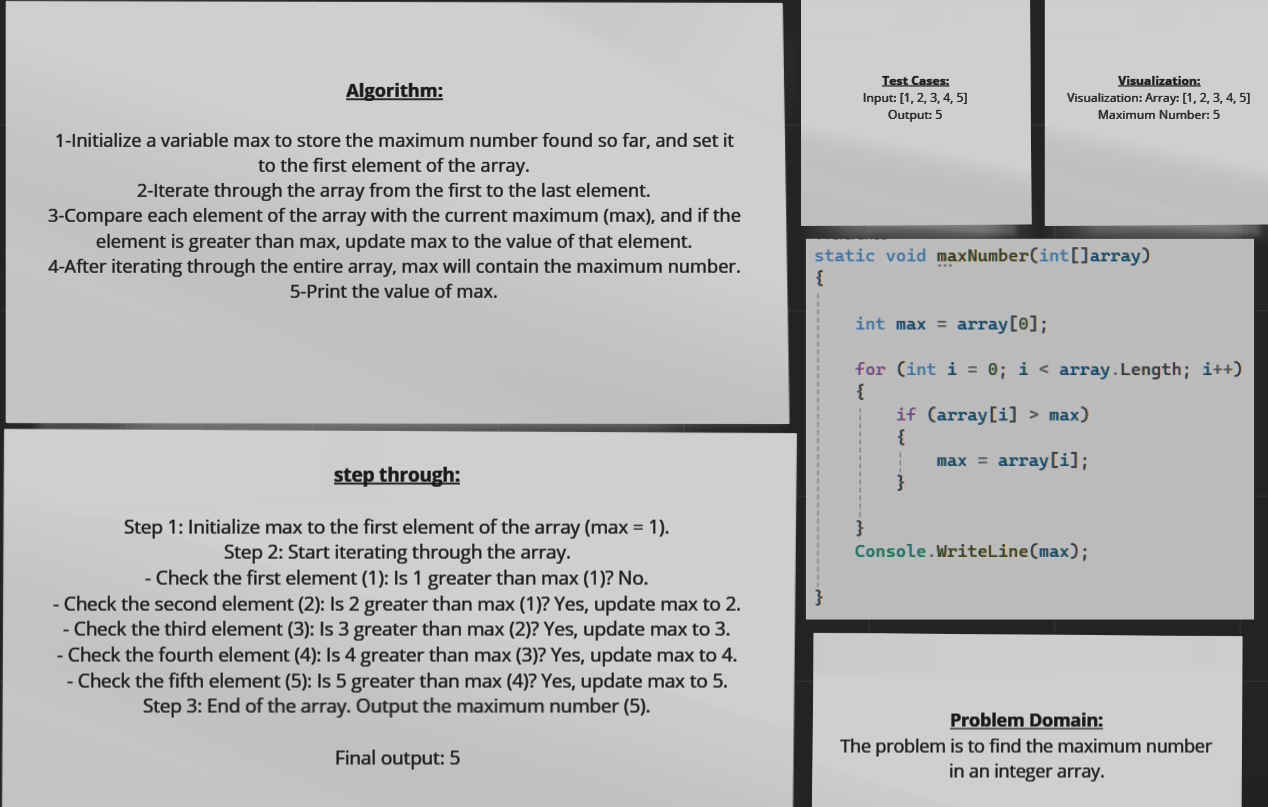 Algorithm:
1-Initialize a variable max to store the maximum number found so far, and set it
to the first element of the array.
2-Iterate through the array from the first to the last element.
3-Compare each element of the array with the current maximum (max), and if the
element is greater than max, update max to the value of that element.
4-After iterating through the entire array, max will contain the maximum number.
5-Print the value of max.
step through:
Step 1: Initialize max to the first element of the array (max = 1).
Step 2: Start iterating through the array.
- Check the first element (1): Is 1 greater than max (1)? No.
- Check the second element (2): Is 2 greater than max (1)? Yes, update max to 2.
- Check the third element (3): Is 3 greater than max (2)? Yes, update max to 3.
- Check the fourth element (4): Is 4 greater than max (3)? Yes, update max to 4.
- Check the fifth element (5): Is 5 greater than max (4)? Yes, update max to 5.
Step 3: End of the array. Output the maximum number (5).
Final output: 5
Test Cases:
Input: [1, 2, 3, 4, 5]
Output: 5
Visualization:
Visualization: Array: [1, 2, 3, 4, 5]
Maximum Number: 5
static void maxNumber(int[]array)
{
int max = array[0];
for (int i = 0; i < array.Length; i++)
{
if (array[i] > max)
{
max = array[i];
}
}
Console.WriteLine(max);
}
Problem Domain:
The problem is to find the maximum number
in an integer array.